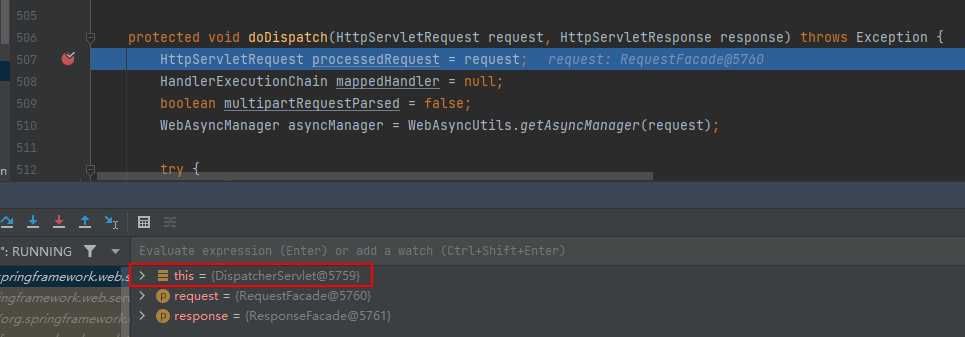 505
506 protected void doDispatch(HttpServletRequest request, HttpServletResponse response) throws Exception {
507 HttpServletRequest processedRequest = request; request: RequestFacade@5760
508 HandlerExecutionChain mappedHandler = null;
509 boolean multipartRequestParsed = false;
510 WebAsyncManager asyncManager = WebAsyncUtils.getAsyncManager(request);
n 512 try {
": RUNNING Evaluate expression (Enter) or add a watch (Ctrl+Shift+Enter)
springframework.web.s
this = {DispatcherServlet@5759}
ringframework.web.serv
request = {RequestFacade@5760}
/org.springframework.
response = {ResponseFacade@5761}